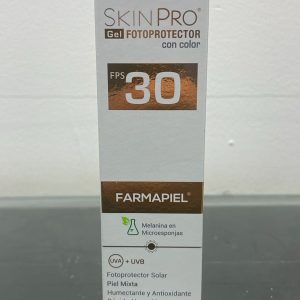 SKINPRO®
Gel FOTOPROTECTOR
con color
FPS 30
FARMAPIEL®
Melanina en
Microesponjas
UVA + UVB
Fotoprotector Solar
Piel Mixta
Humectante y Antioxidante